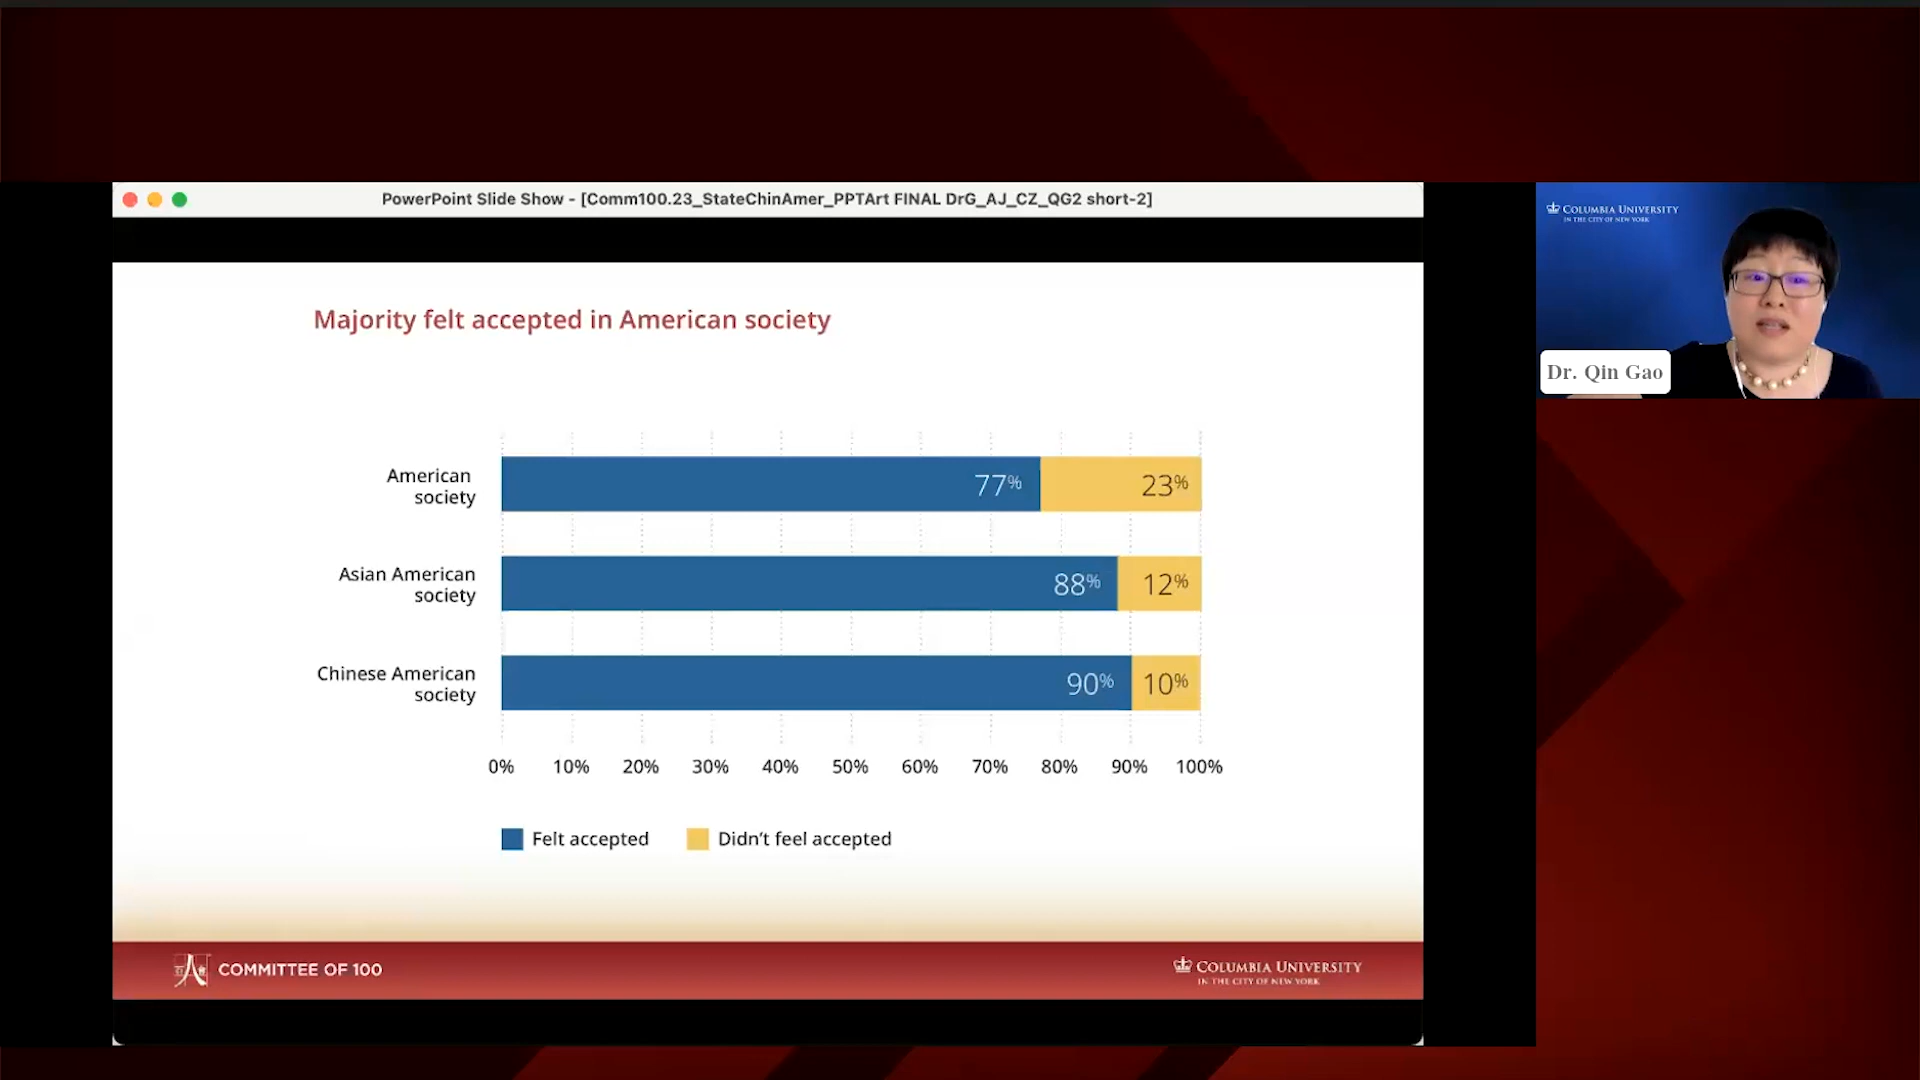 PowerPoint Slide Show - [Comm100.23_StateChinAmer_PPTArt FINAL DrG_AJ_CZ_QG2 short-2]
COLUMBIA UNIVERSITY
IN THE CITY OF NEW YORK
Dr. Qin Gao
Majority felt accepted in American society
American
society
77% 23%
Asian American
society
88% 12%
Chinese American
society
90% 10%
0% 10% 20% 30% 40% 50% 60% 70% 80% 90% 100%
Felt accepted Didn't feel accepted
COMMITTEE OF 100
COLUMBIA UNIVERSITY
IN THE CITY OF NEW YORK